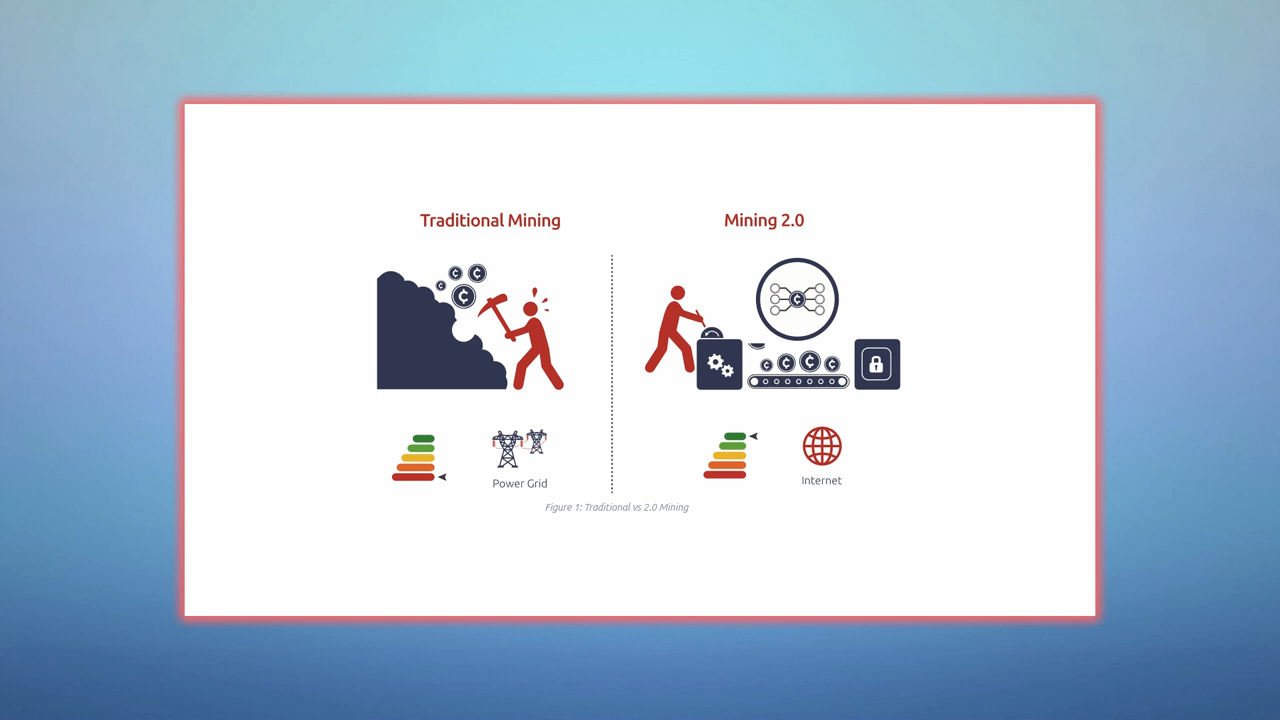 Traditional Mining
Mining 2.0
Power Grid
Internet
Figure 1: Traditional vs 2.0 Mining